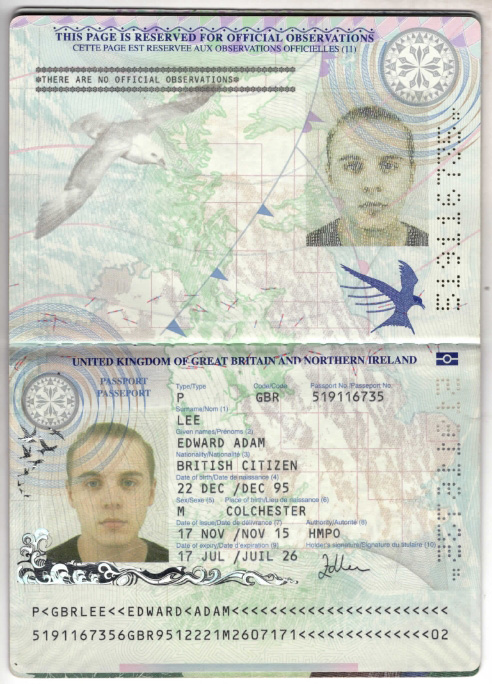 THIS PAGE IS RESERVED FOR OFFICIAL OBSERVATIONS
CETTE PAGE EST RESERVEE AUX OBSERVATIONS OFFICIELLES (11)
*THERE ARE NO OFFICIAL OBSERVATIONS*
UNITED KINGDOM OF GREAT BRITAIN AND NORTHERN IRELAND
PASSPORT
PASSEPORT
Type/Type Code/Code Passport No./Passeport No.
P GBR 519116735
Surname/Nom (1)
LEE
Given names/Prénoms (2)
EDWARD ADAM
Nationality/Nationalité (3)
BRITISH CITIZEN
Date of birth/Date de naissance (4)
22 DEC /DEC 95
Sex/Sexe (5) Place of birth/Lieu de naissance (6)
M COLCHESTER
Date of issue/Date de délivrance (7) Authority/Autorité (8)
17 NOV /NOV 15 HMPO
Date of expiry/Date d'expiration (9) Holder's signature/Signature du titulaire (10)
17 JUL /JUIL 26
P<GBRLEE<<EDWARD<ADAM<<<<<<<<<<<<<<<<<<<<<<<
5191167356GBR9512221M2607171<<<<<<<<<<<<<<02